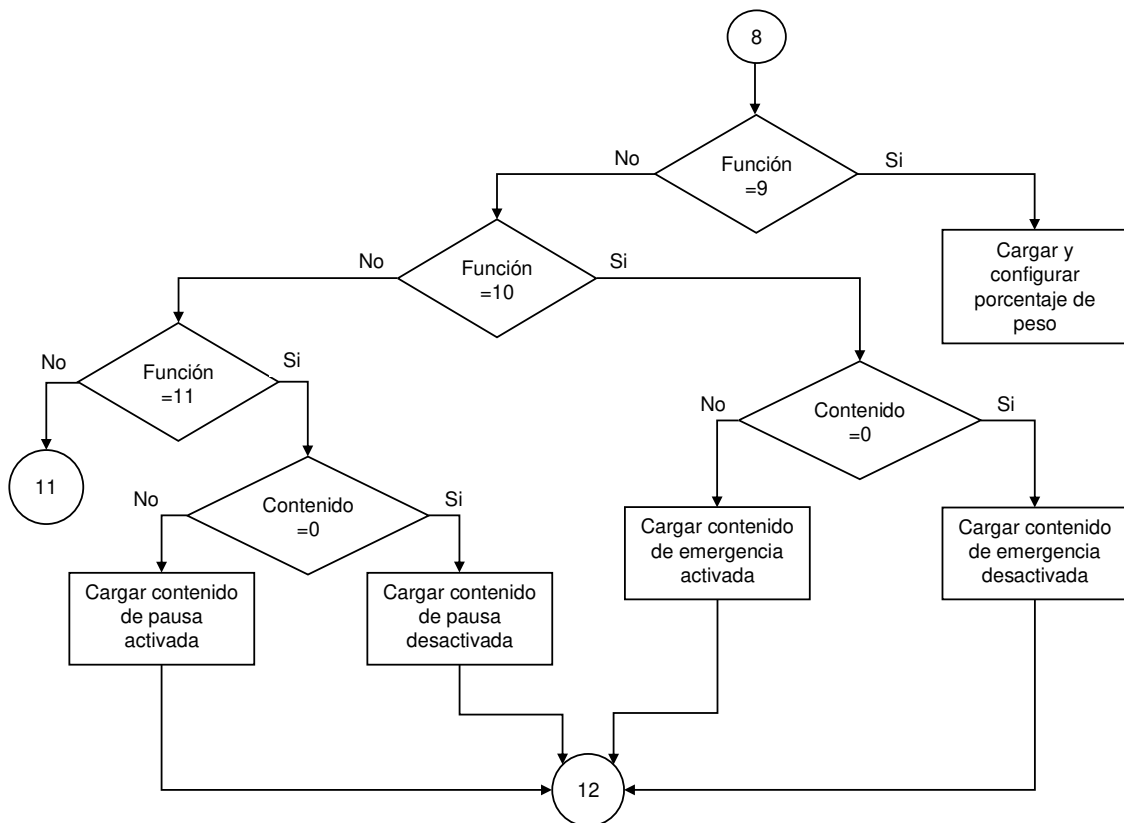 8
No
Función
=9
Si
No
Función
=10
Si
Cargar y
configurar
porcentaje de
peso
No
Función
=11
Si
No
Contenido
=0
Si
11
No
Contenido
=0
Si
Cargar contenido
de emergencia
activada
Cargar contenido
de emergencia
desactivada
Cargar contenido
de pausa
activada
Cargar contenido
de pausa
desactivada
12